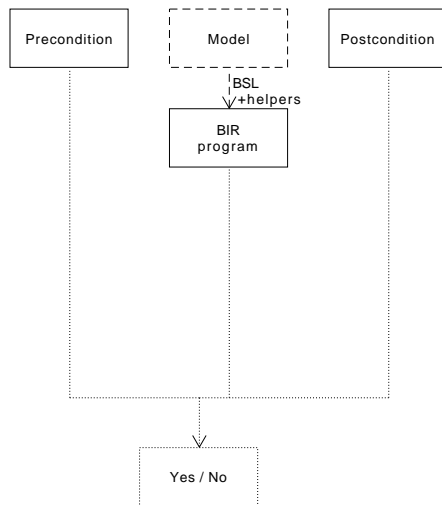 Precondition
Model
Postcondition
BSL
+helpers
BIR
program
Yes / No